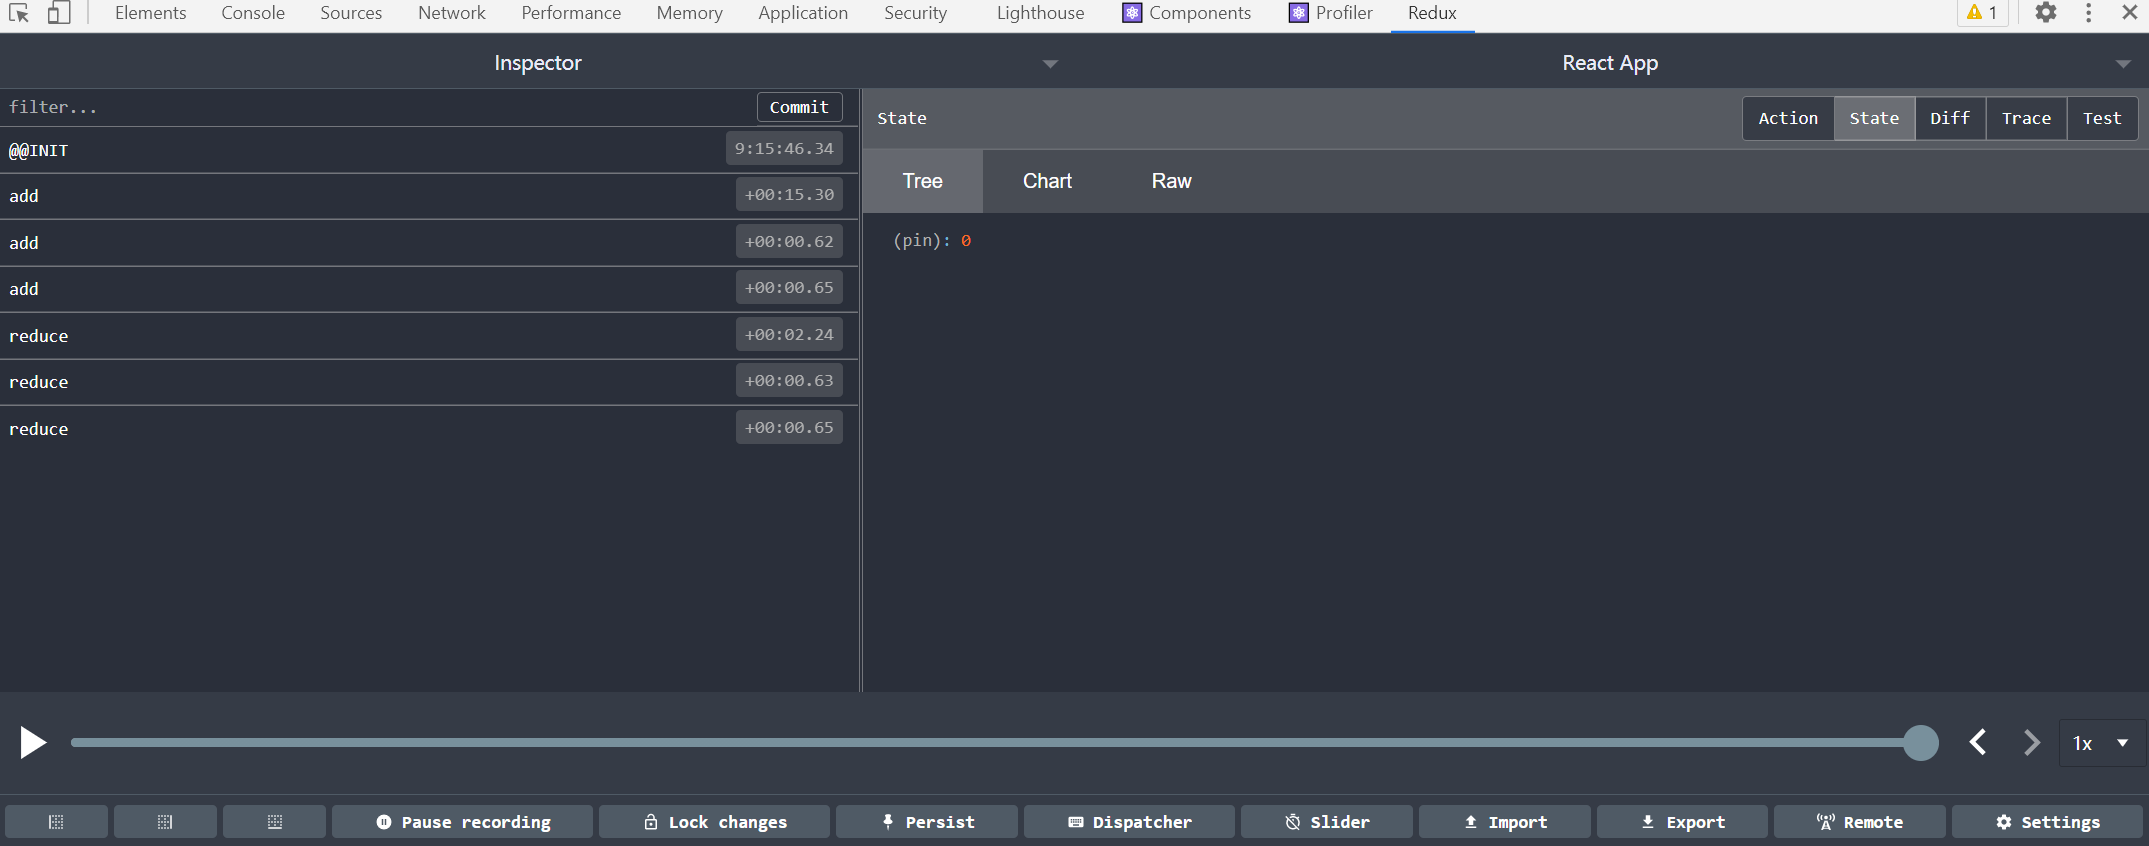 Elements Console Sources Network Performance Memory Application Security Lighthouse Components Profiler Redux 1
Inspector React App
filter... Commit
State Action State Diff Trace Test
@@INIT 9:15:46.34
Tree Chart Raw
add +00:15.30
(pin): 0
add +00:00.62
add +00:00.65
reduce +00:02.24
reduce +00:00.63
reduce +00:00.65
1x
Pause recording Lock changes Persist Dispatcher Slider Import Export Remote Settings